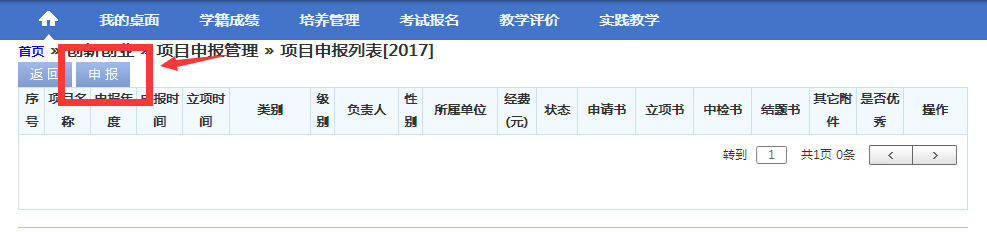 我的桌面 学籍成绩 培养管理 考试报名 教学评价 实践教学
首页 » 创新创业 » 项目申报管理 » 项目申报列表[2017]
返回 申报
序号 项目名称 申报年度 申报时间 立项时间 类别 级别 负责人 性别 所属单位 经费(元) 状态 申请书 立项书 中检书 结题书 其它附件 是否优秀 操作
转到 1 共1页 0条 < >